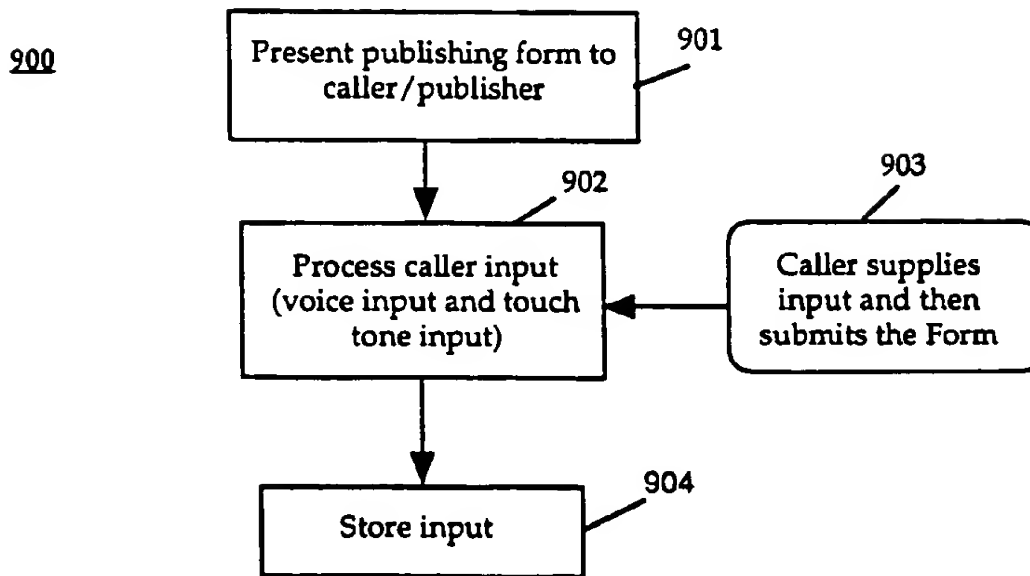 900
Present publishing form to
caller/publisher
901
902
Process caller input
(voice input and touch
tone input)
903
Caller supplies
input and then
submits the Form
904
Store input